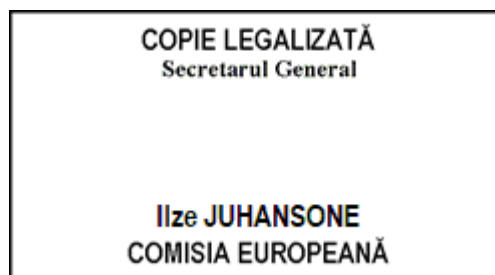 COPIE LEGALIZATĂ
Secretarul General
Ilze JUHANSONE
COMISIA EUROPEANĂ